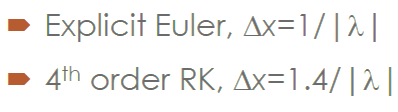 Explicit Euler, Δx=1/|λ|
4th order RK, Δx=1.4/|λ|